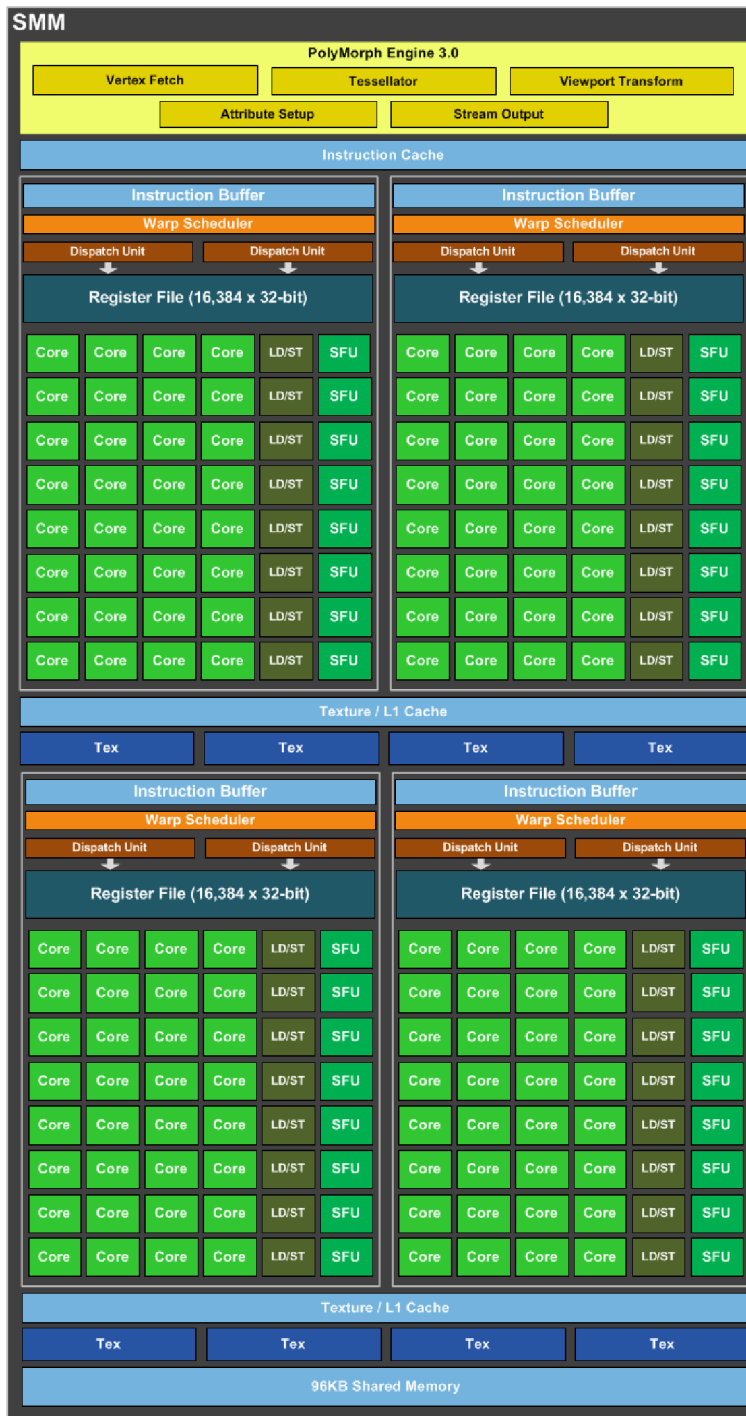 SMM
PolyMorph Engine 3.0
Vertex Fetch Tessellator Viewport Transform
Attribute Setup Stream Output
Instruction Cache
Instruction Buffer Instruction Buffer
Warp Scheduler Warp Scheduler
Dispatch Unit Dispatch Unit Dispatch Unit Dispatch Unit
Register File (16,384 x 32-bit) Register File (16,384 x 32-bit)
Core Core Core Core LD/ST SFU Core Core Core Core LD/ST SFU
Core Core Core Core LD/ST SFU Core Core Core Core LD/ST SFU
Core Core Core Core LD/ST SFU Core Core Core Core LD/ST SFU
Core Core Core Core LD/ST SFU Core Core Core Core LD/ST SFU
Core Core Core Core LD/ST SFU Core Core Core Core LD/ST SFU
Core Core Core Core LD/ST SFU Core Core Core Core LD/ST SFU
Core Core Core Core LD/ST SFU Core Core Core Core LD/ST SFU
Core Core Core Core LD/ST SFU Core Core Core Core LD/ST SFU
Texture / L1 Cache
Tex Tex Tex Tex
Instruction Buffer Instruction Buffer
Warp Scheduler Warp Scheduler
Dispatch Unit Dispatch Unit Dispatch Unit Dispatch Unit
Register File (16,384 x 32-bit) Register File (16,384 x 32-bit)
Core Core Core Core LD/ST SFU Core Core Core Core LD/ST SFU
Core Core Core Core LD/ST SFU Core Core Core Core LD/ST SFU
Core Core Core Core LD/ST SFU Core Core Core Core LD/ST SFU
Core Core Core Core LD/ST SFU Core Core Core Core LD/ST SFU
Core Core Core Core LD/ST SFU Core Core Core Core LD/ST SFU
Core Core Core Core LD/ST SFU Core Core Core Core LD/ST SFU
Core Core Core Core LD/ST SFU Core Core Core Core LD/ST SFU
Core Core Core Core LD/ST SFU Core Core Core Core LD/ST SFU
Texture / L1 Cache
Tex Tex Tex Tex
96KB Shared Memory